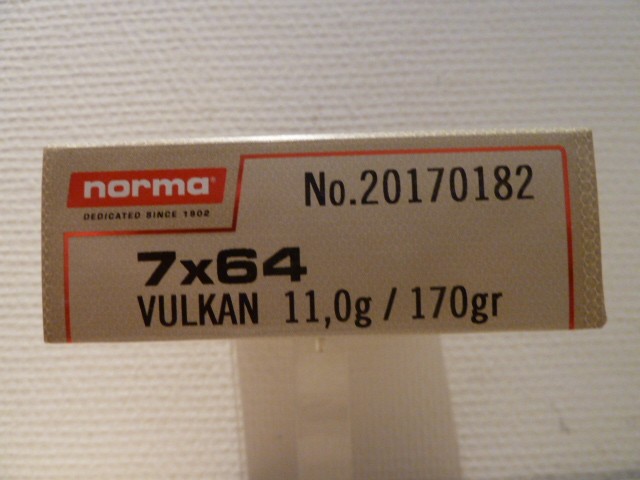 norma
DEDICATED SINCE 1902
No.20170182
7x64
VULKAN 11,0g / 170gr